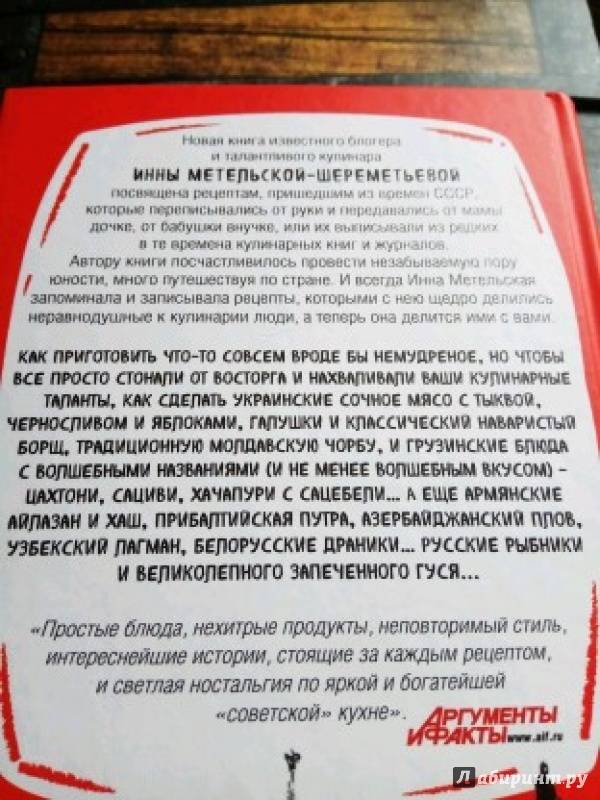 Новая книга известного блогера
и талантливого кулинара
ИННЫ МЕТЕЛЬСКОЙ-ШЕРЕМЕТЬЕВОЙ
посвящена рецептам, пришедшим из времен СССР,
которые переписывались от руки и передавались от мамы
дочке, от бабушки внучке, или их выписывали из редких
в те времена кулинарных книг и журналов.
Автору книги посчастливилось провести незабываемую пору
юности, много путешествуя по стране. И всегда Инна Метельская
запоминала и записывала рецепты, которыми с нею щедро делились
неравнодушные к кулинарии люди, а теперь она делится ими с вами.
КАК ПРИГОТОВИТЬ ЧТО-ТО СОВСЕМ ВРОДЕ БЫ НЕМУДРЕНОЕ, НО ЧТОБЫ
ВСЕ ПРОСТО СТОНАЛИ ОТ ВОСТОРГА И НАХВАЛИВАЛИ ВАШИ КУЛИНАРНЫЕ
ТАЛАНТЫ, КАК СДЕЛАТЬ УКРАИНСКИЕ СОЧНОЕ МЯСО С ТЫКВОЙ,
ЧЕРНОСЛИВОМ И ЯБЛОКАМИ, ГАЛУШКИ И КЛАССИЧЕСКИЙ НАВАРИСТЫЙ
БОРЩ, ТРАДИЦИОННУЮ МОЛДАВСКУЮ ЧОРБУ, И ГРУЗИНСКИЕ БЛЮДА
С ВОЛШЕБНЫМИ НАЗВАНИЯМИ (И НЕ МЕНЕЕ ВОЛШЕБНЫМ ВКУСОМ) –
ЦАХТОНИ, САЦИВИ, ХАЧАПУРИ С САЦЕБЕЛИ... А ЕЩЕ АРМЯНСКИЕ
АЙЛАЗАН И ХАШ, ПРИБАЛТИЙСКАЯ ПУТРА, АЗЕРБАЙДЖАНСКИЙ ПЛОВ,
УЗБЕКСКИЙ ЛАГМАН, БЕЛОРУССКИЕ ДРАНИКИ... РУССКИЕ РЫБНИКИ
И ВЕЛИКОЛЕПНОГО ЗАПЕЧЕННОГО ГУСЯ...
«Простые блюда, нехитрые продукты, неповторимый стиль,
интереснейшие истории, стоящие за каждым рецептом,
и светлая ностальгия по яркой и богатейшей
«советской» кухне».
АРГУМЕНТЫ
И ФАКТЫ www.aif.ru
Лабиринт.ру